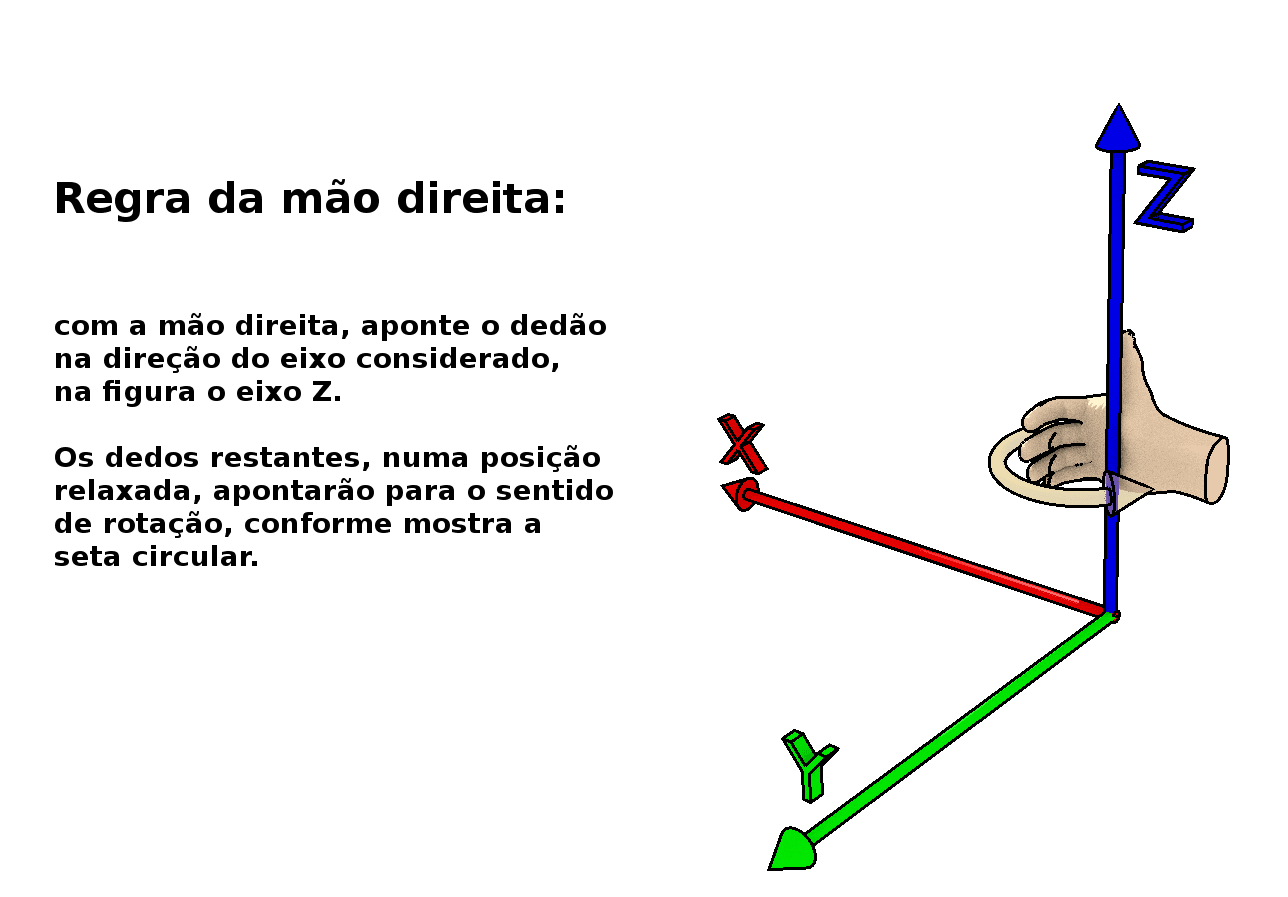 Regra da mão direita:
com a mão direita, aponte o dedão
na direção do eixo considerado,
na figura o eixo Z.
Os dedos restantes, numa posição
relaxada, apontarão para o sentido
de rotação, conforme mostra a
seta circular.
Z
X
Y